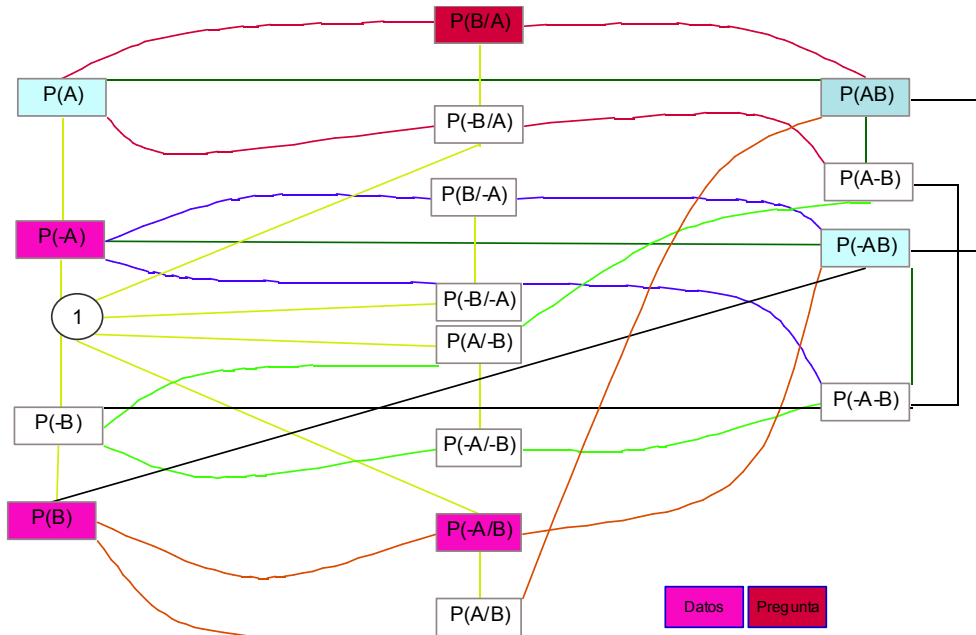 P(B/A)
P(A)
P(AB)
P(-B/A)
P(A-B)
P(B/-A)
P(-A)
P(-AB)
P(-B/-A)
1
P(A/-B)
P(-A-B)
P(-B)
P(-A/-B)
P(B)
P(-A/B)
P(A/B)
Datos
Pregunta